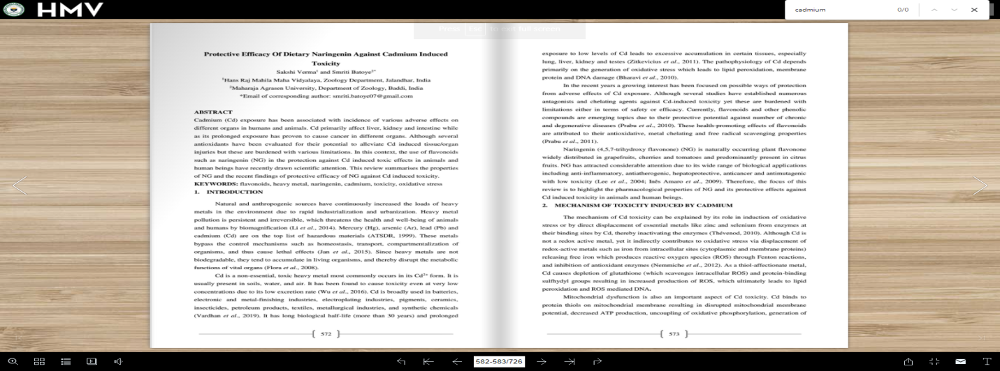 HMV
cadmium 0/0
Press Esc to exit full screen
Protective Efficacy Of Dietary Naringenin Against Cadmium Induced
Toxicity
Sakshi Verma¹ and Smriti Batoye²*
¹Hans Raj Mahila Maha Vidyalaya, Zoology Department, Jalandhar, India
²Maharaja Agrasen University, Department of Zoology, Baddi, India
*Email of corresponding author: smriti.batoye07@gmail.com
ABSTRACT
Cadmium (Cd) exposure has been associated with incidence of various adverse effects on
different organs in humans and animals. Cd primarily affect liver, kidney and intestine while
as its prolonged exposure has proven to cause cancer in different organs. Although several
antioxidants have been evaluated for their potential to alleviate Cd induced tissue/organ
injuries but these are burdened with various limitations. In this context, the use of flavonoids
such as naringenin (NG) in the protection against Cd induced toxic effects in animals and
human beings have recently drawn scientific attention. This review summarises the properties
of NG and the recent findings of protective efficacy of NG against Cd induced toxicity.
KEYWORDS: flavonoids, heavy metal, naringenin, cadmium, toxicity, oxidative stress
1. INTRODUCTION
Natural and anthropogenic sources have continuously increased the loads of heavy
metals in the environment due to rapid industrialization and urbanization. Heavy metal
pollution is persistent and irreversible, which threatens the health and well-being of animals
and humans by biomagnification (Li et al., 2014). Mercury (Hg), arsenic (Ar), lead (Pb) and
cadmium (Cd) are on the top list of hazardous materials (ATSDR, 1999). These metals
bypass the control mechanisms such as homeostasis, transport, compartmentalization of
organisms, and thus cause lethal effects (Jan et al., 2015). Since heavy metals are not
biodegradable, they tend to accumulate in living organisms, and thereby disrupt the metabolic
functions of vital organs (Flora et al., 2008).
Cd is a non-essential, toxic heavy metal most commonly occurs in its Cd²⁺ form. It is
usually present in soils, water, and air. It has been found to cause toxicity even at very low
concentrations due to its low excretion rate (Wu et al., 2016). Cd is broadly used in batteries,
electronic and metal-finishing industries, electroplating industries, pigments, ceramics,
insecticides, petroleum products, textiles, metallurgical industries, and synthetic chemicals
(Vardhan et al., 2019). It has long biological half-life (more than 30 years) and prolonged
572
exposure to low levels of Cd leads to excessive accumulation in certain tissues, especially
lung, liver, kidney and testes (Zitkevicius et al., 2011). The pathophysiology of Cd depends
primarily on the generation of oxidative stress which leads to lipid peroxidation, membrane
protein and DNA damage (Bharavi et al., 2010).
In the recent years a growing interest has been focused on possible ways of protection
from adverse effects of Cd exposure. Although several studies have established numerous
antagonists and chelating agents against Cd-induced toxicity yet these are burdened with
limitations either in terms of safety or efficacy. Currently, flavonoids and other phenolic
compounds are emerging topics due to their protective potential against number of chronic
and degenerative diseases (Prabu et al., 2010). These health-promoting effects of flavonoids
are attributed to their antioxidative, metal chelating and free radical scavenging properties
(Prabu et al., 2011).
Naringenin (4,5,7-trihydroxy flavonone) (NG) is naturally occurring plant flavonone
widely distributed in grapefruits, cherries and tomatoes and predominantly present in citrus
fruits. NG has attracted considerable attention due to its wide range of biological applications
including anti-inflammatory, antiatherogenic, hepatoprotective, anticancer and antimutagenic
with low toxicity (Lee et al., 2004; Inês Amaro et al., 2009). Therefore, the focus of this
review is to highlight the pharmacological properties of NG and its protective effects against
Cd induced toxicity in animals and human beings.
2. MECHANISM OF TOXICITY INDUCED BY CADMIUM
The mechanism of Cd toxicity can be explained by its role in induction of oxidative
stress or by direct displacement of essential metals like zinc and selenium from enzymes at
their binding sites by Cd, thereby inactivating the enzymes (Thévenod, 2010). Although Cd is
not a redox active metal, yet it indirectly contributes to oxidative stress via displacement of
redox-active metals such as iron from intracellular sites (cytoplasmic and membrane proteins)
releasing free iron which produces reactive oxygen species (ROS) through Fenton reactions,
and inhibition of antioxidant enzymes (Nemmiche et al., 2012). As a thiol-affectionate metal,
Cd causes depletion of glutathione (which scavenges intracellular ROS) and protein-binding
sulfhydyl groups resulting in increased production of ROS, which ultimately leads to lipid
peroxidation and ROS mediated DNA.
Mitochondrial dysfunction is also an important aspect of Cd toxicity. Cd binds to
protein thiols on mitochondrial membrane resulting in disrupted mitochondrial membrane
potential, decreased ATP production, uncoupling of oxidative phosphorylation, generation of
573
582-583/726